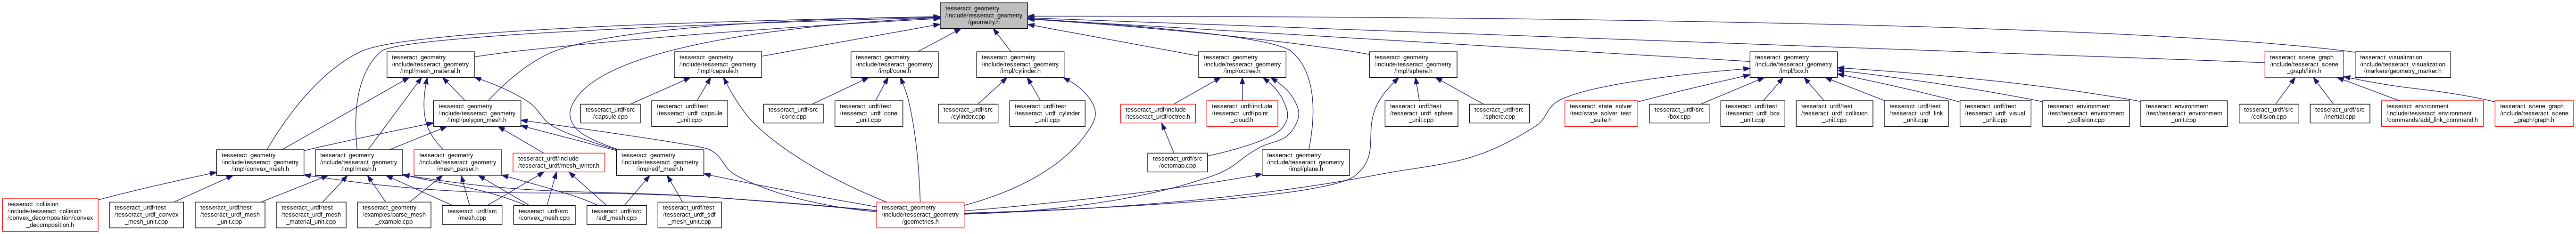 tesseract_geometry
/include/tesseract_geometry
/geometry.h
tesseract_geometry
/include/tesseract_geometry
/impl/mesh_material.h
tesseract_geometry
/include/tesseract_geometry
/impl/capsule.h
tesseract_geometry
/include/tesseract_geometry
/impl/cone.h
tesseract_geometry
/include/tesseract_geometry
/impl/cylinder.h
tesseract_geometry
/include/tesseract_geometry
/impl/octree.h
tesseract_geometry
/include/tesseract_geometry
/impl/sphere.h
tesseract_geometry
/include/tesseract_geometry
/impl/box.h
tesseract_scene_graph
/include/tesseract_scene
_graph/link.h
tesseract_visualization
/include/tesseract_visualization
/markers/geometry_marker.h
tesseract_geometry
/include/tesseract_geometry
/impl/polygon_mesh.h
tesseract_urdf/src
/capsule.cpp
tesseract_urdf/test
/tesseract_urdf_capsule
_unit.cpp
tesseract_urdf/src
/cone.cpp
tesseract_urdf/test
/tesseract_urdf_cone
_unit.cpp
tesseract_urdf/src
/cylinder.cpp
tesseract_urdf/test
/tesseract_urdf_cylinder
_unit.cpp
tesseract_urdf/include
/tesseract_urdf/octree.h
tesseract_urdf/include
/tesseract_urdf/point
_cloud.h
tesseract_urdf/test
/tesseract_urdf_sphere
_unit.cpp
tesseract_urdf/src
/sphere.cpp
tesseract_state_solver
/test/state_solver_test
_suite.h
tesseract_urdf/src
/box.cpp
tesseract_urdf/test
/tesseract_urdf_box
_unit.cpp
tesseract_urdf/test
/tesseract_urdf_collision
_unit.cpp
tesseract_urdf/test
/tesseract_urdf_link
_unit.cpp
tesseract_urdf/test
/tesseract_urdf_visual
_unit.cpp
tesseract_environment
/test/tesseract_environment
_collision.cpp
tesseract_environment
/test/tesseract_environment
_unit.cpp
tesseract_urdf/src
/collision.cpp
tesseract_urdf/src
/inertial.cpp
tesseract_environment
/include/tesseract_environment
/commands/add_link_command.h
tesseract_scene_graph
/include/tesseract_scene
_graph/graph.h
tesseract_geometry
/include/tesseract_geometry
/impl/convex_mesh.h
tesseract_geometry
/include/tesseract_geometry
/impl/mesh.h
tesseract_geometry
/include/tesseract_geometry
/mesh_parser.h
tesseract_urdf/include
/tesseract_urdf/mesh_writer.h
tesseract_geometry
/include/tesseract_geometry
/impl/sdf_mesh.h
tesseract_urdf/src
/octomap.cpp
tesseract_geometry
/include/tesseract_geometry
/impl/plane.h
tesseract_collision
/include/tesseract_collision
/convex_decomposition/convex
_decomposition.h
tesseract_urdf/test
/tesseract_urdf_convex
_mesh_unit.cpp
tesseract_urdf/test
/tesseract_urdf_mesh
_unit.cpp
tesseract_urdf/test
/tesseract_urdf_mesh
_material_unit.cpp
tesseract_geometry
/examples/parse_mesh
_example.cpp
tesseract_urdf/src
/mesh.cpp
tesseract_urdf/src
/convex_mesh.cpp
tesseract_urdf/src
/sdf_mesh.cpp
tesseract_urdf/test
/tesseract_urdf_sdf
_mesh_unit.cpp
tesseract_geometry
/include/tesseract_geometry
/geometries.h